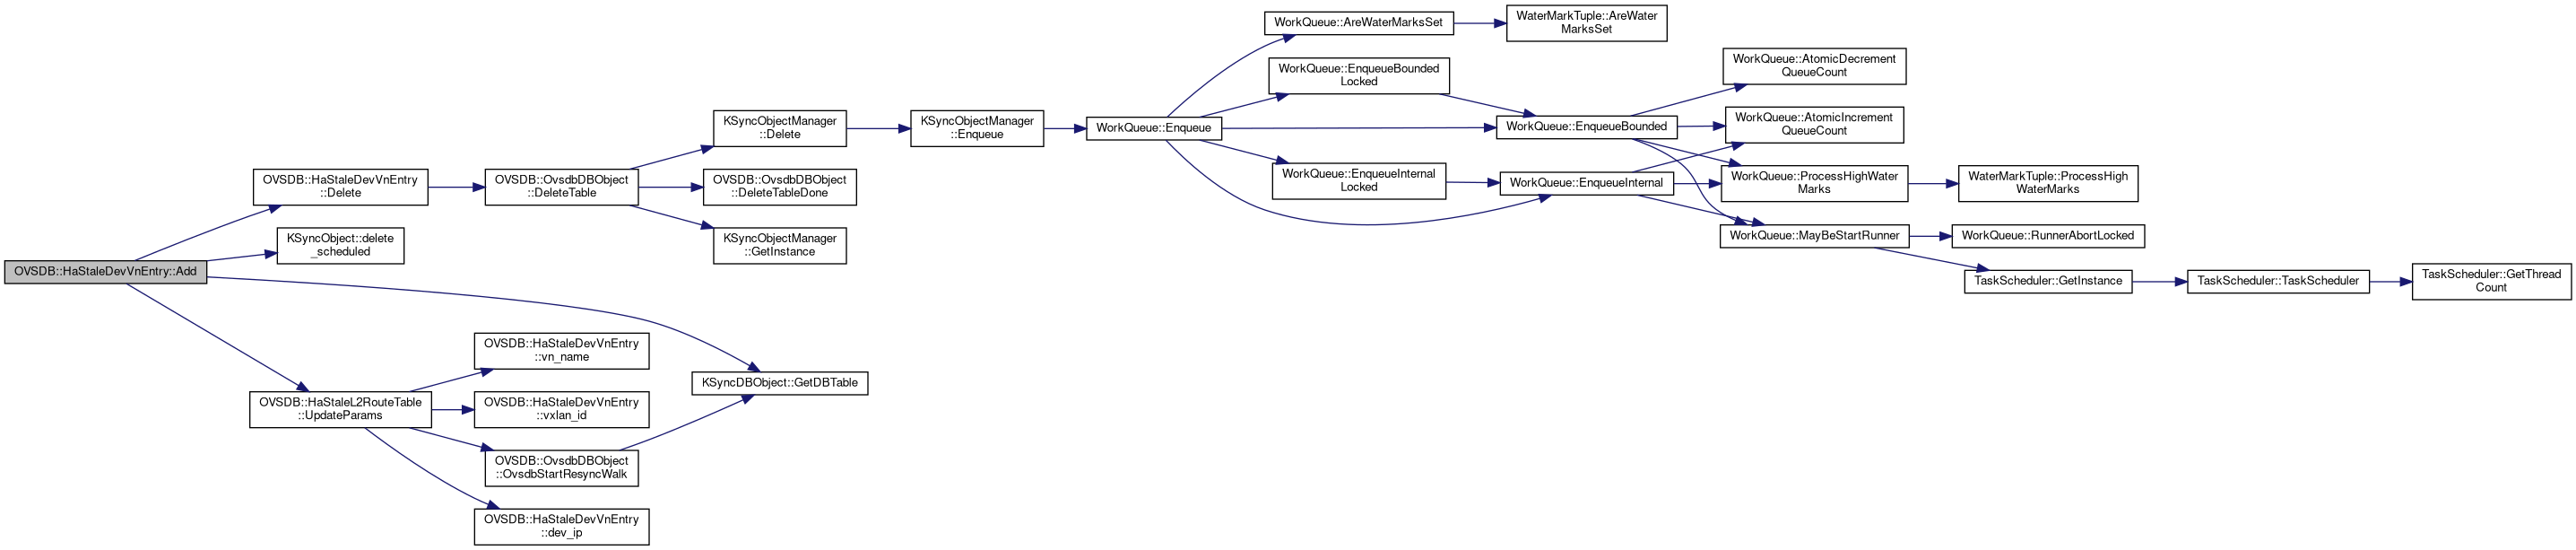 OVSDB::HaStaleDevVnEntry::Add
OVSDB::HaStaleDevVnEntry
::Delete
KSyncObject::delete
_scheduled
OVSDB::HaStaleL2RouteTable
::UpdateParams
OVSDB::OvsdbDBObject
::DeleteTable
OVSDB::HaStaleDevVnEntry
::vn_name
OVSDB::HaStaleDevVnEntry
::vxlan_id
OVSDB::OvsdbDBObject
::OvsdbStartResyncWalk
OVSDB::HaStaleDevVnEntry
::dev_ip
KSyncObjectManager
::Delete
OVSDB::OvsdbDBObject
::DeleteTableDone
KSyncObjectManager
::GetInstance
KSyncDBObject::GetDBTable
KSyncObjectManager
::Enqueue
WorkQueue::Enqueue
WorkQueue::AreWaterMarksSet
WorkQueue::EnqueueBounded
Locked
WorkQueue::EnqueueInternal
Locked
WaterMarkTuple::AreWater
MarksSet
WorkQueue::EnqueueBounded
WorkQueue::EnqueueInternal
WorkQueue::AtomicDecrement
QueueCount
WorkQueue::AtomicIncrement
QueueCount
WorkQueue::ProcessHighWater
Marks
WorkQueue::MayBeStartRunner
WaterMarkTuple::ProcessHigh
WaterMarks
WorkQueue::RunnerAbortLocked
TaskScheduler::GetInstance
TaskScheduler::TaskScheduler
TaskScheduler::GetThread
Count